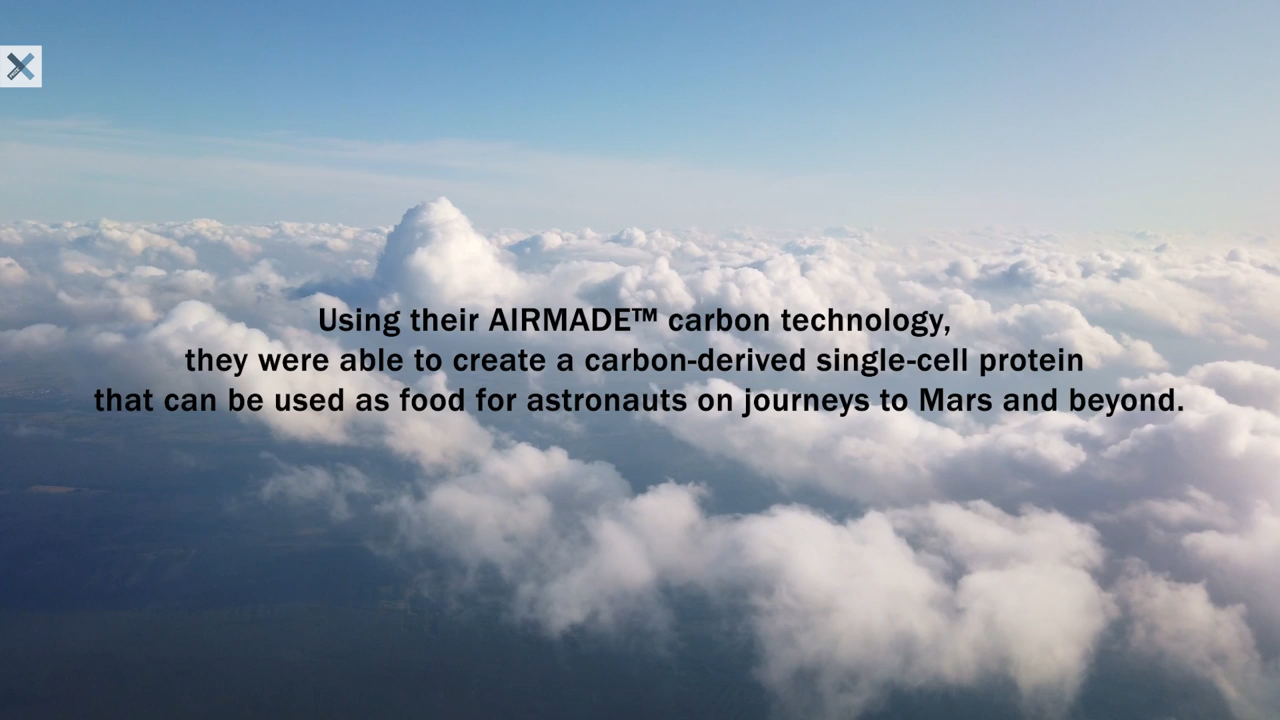 Using their AIRMADE™ carbon technology,
they were able to create a carbon-derived single-cell protein
that can be used as food for astronauts on journeys to Mars and beyond.